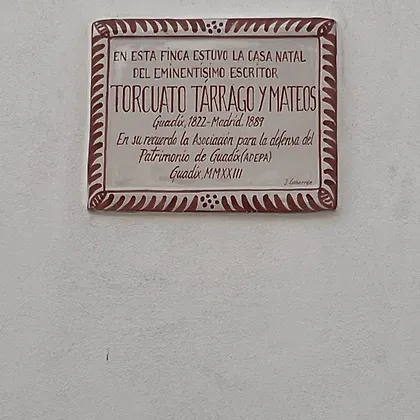 EN ESTA FINCA ESTUVO LA CASA NATAL
DEL EMINENTÍSIMO ESCRITOR
TORCUATO TÁRRAGO Y MATEOS
Guadix, 1822-Madrid, 1889
En su recuerdo la Asociación para la defensa del
Patrimonio de Guadix (ADEPA)
Guadix, MMXXIII